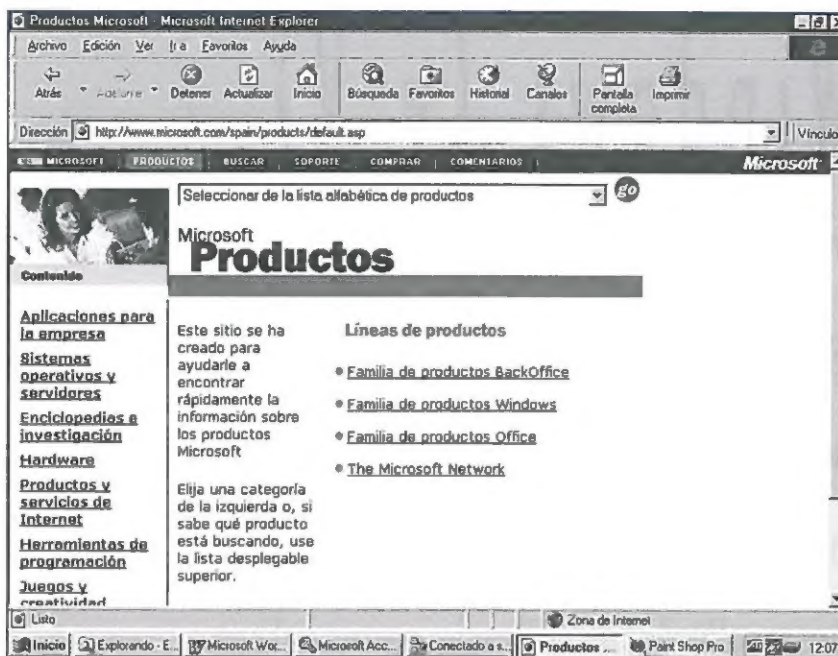 Productos Microsoft - Microsoft Internet Explorer
Archivo Edición Ver Ir a Favoritos Ayuda
Atrás Adelante Detener Actualizar Inicio Búsqueda Favoritos Historial Canales Pantalla completa Imprimir
Dirección http://www.microsoft.com/spain/products/default.asp Vínculo
MICROSOFT PRODUCTOS BUSCAR SOPORTE COMPRAR COMENTARIOS Microsoft
Seleccionar de la lista alfabética de productos go
Microsoft
Productos
Contenido
Aplicaciones para
la empresa
Sistemas
operativos y
servidores
Enciclopedias e
investigación
Hardware
Productos y
servicios de
Internet
Herramientas de
programación
Juegos y
creatividad
Este sitio se ha
creado para
ayudarle a
encontrar
rápidamente la
información sobre
los productos
Microsoft
Elija una categoría
de la izquierda o, si
sabe qué producto
está buscando, use
la lista desplegable
superior.
Líneas de productos
Familia de productos BackOffice
Familia de productos Windows
Familia de productos Office
The Microsoft Network
Listo Zona de Internet
Inicio Explorando - E... Microsoft Wor... Microsoft Acc... Conectado a s... Productos ... Paint Shop Pro 12:07